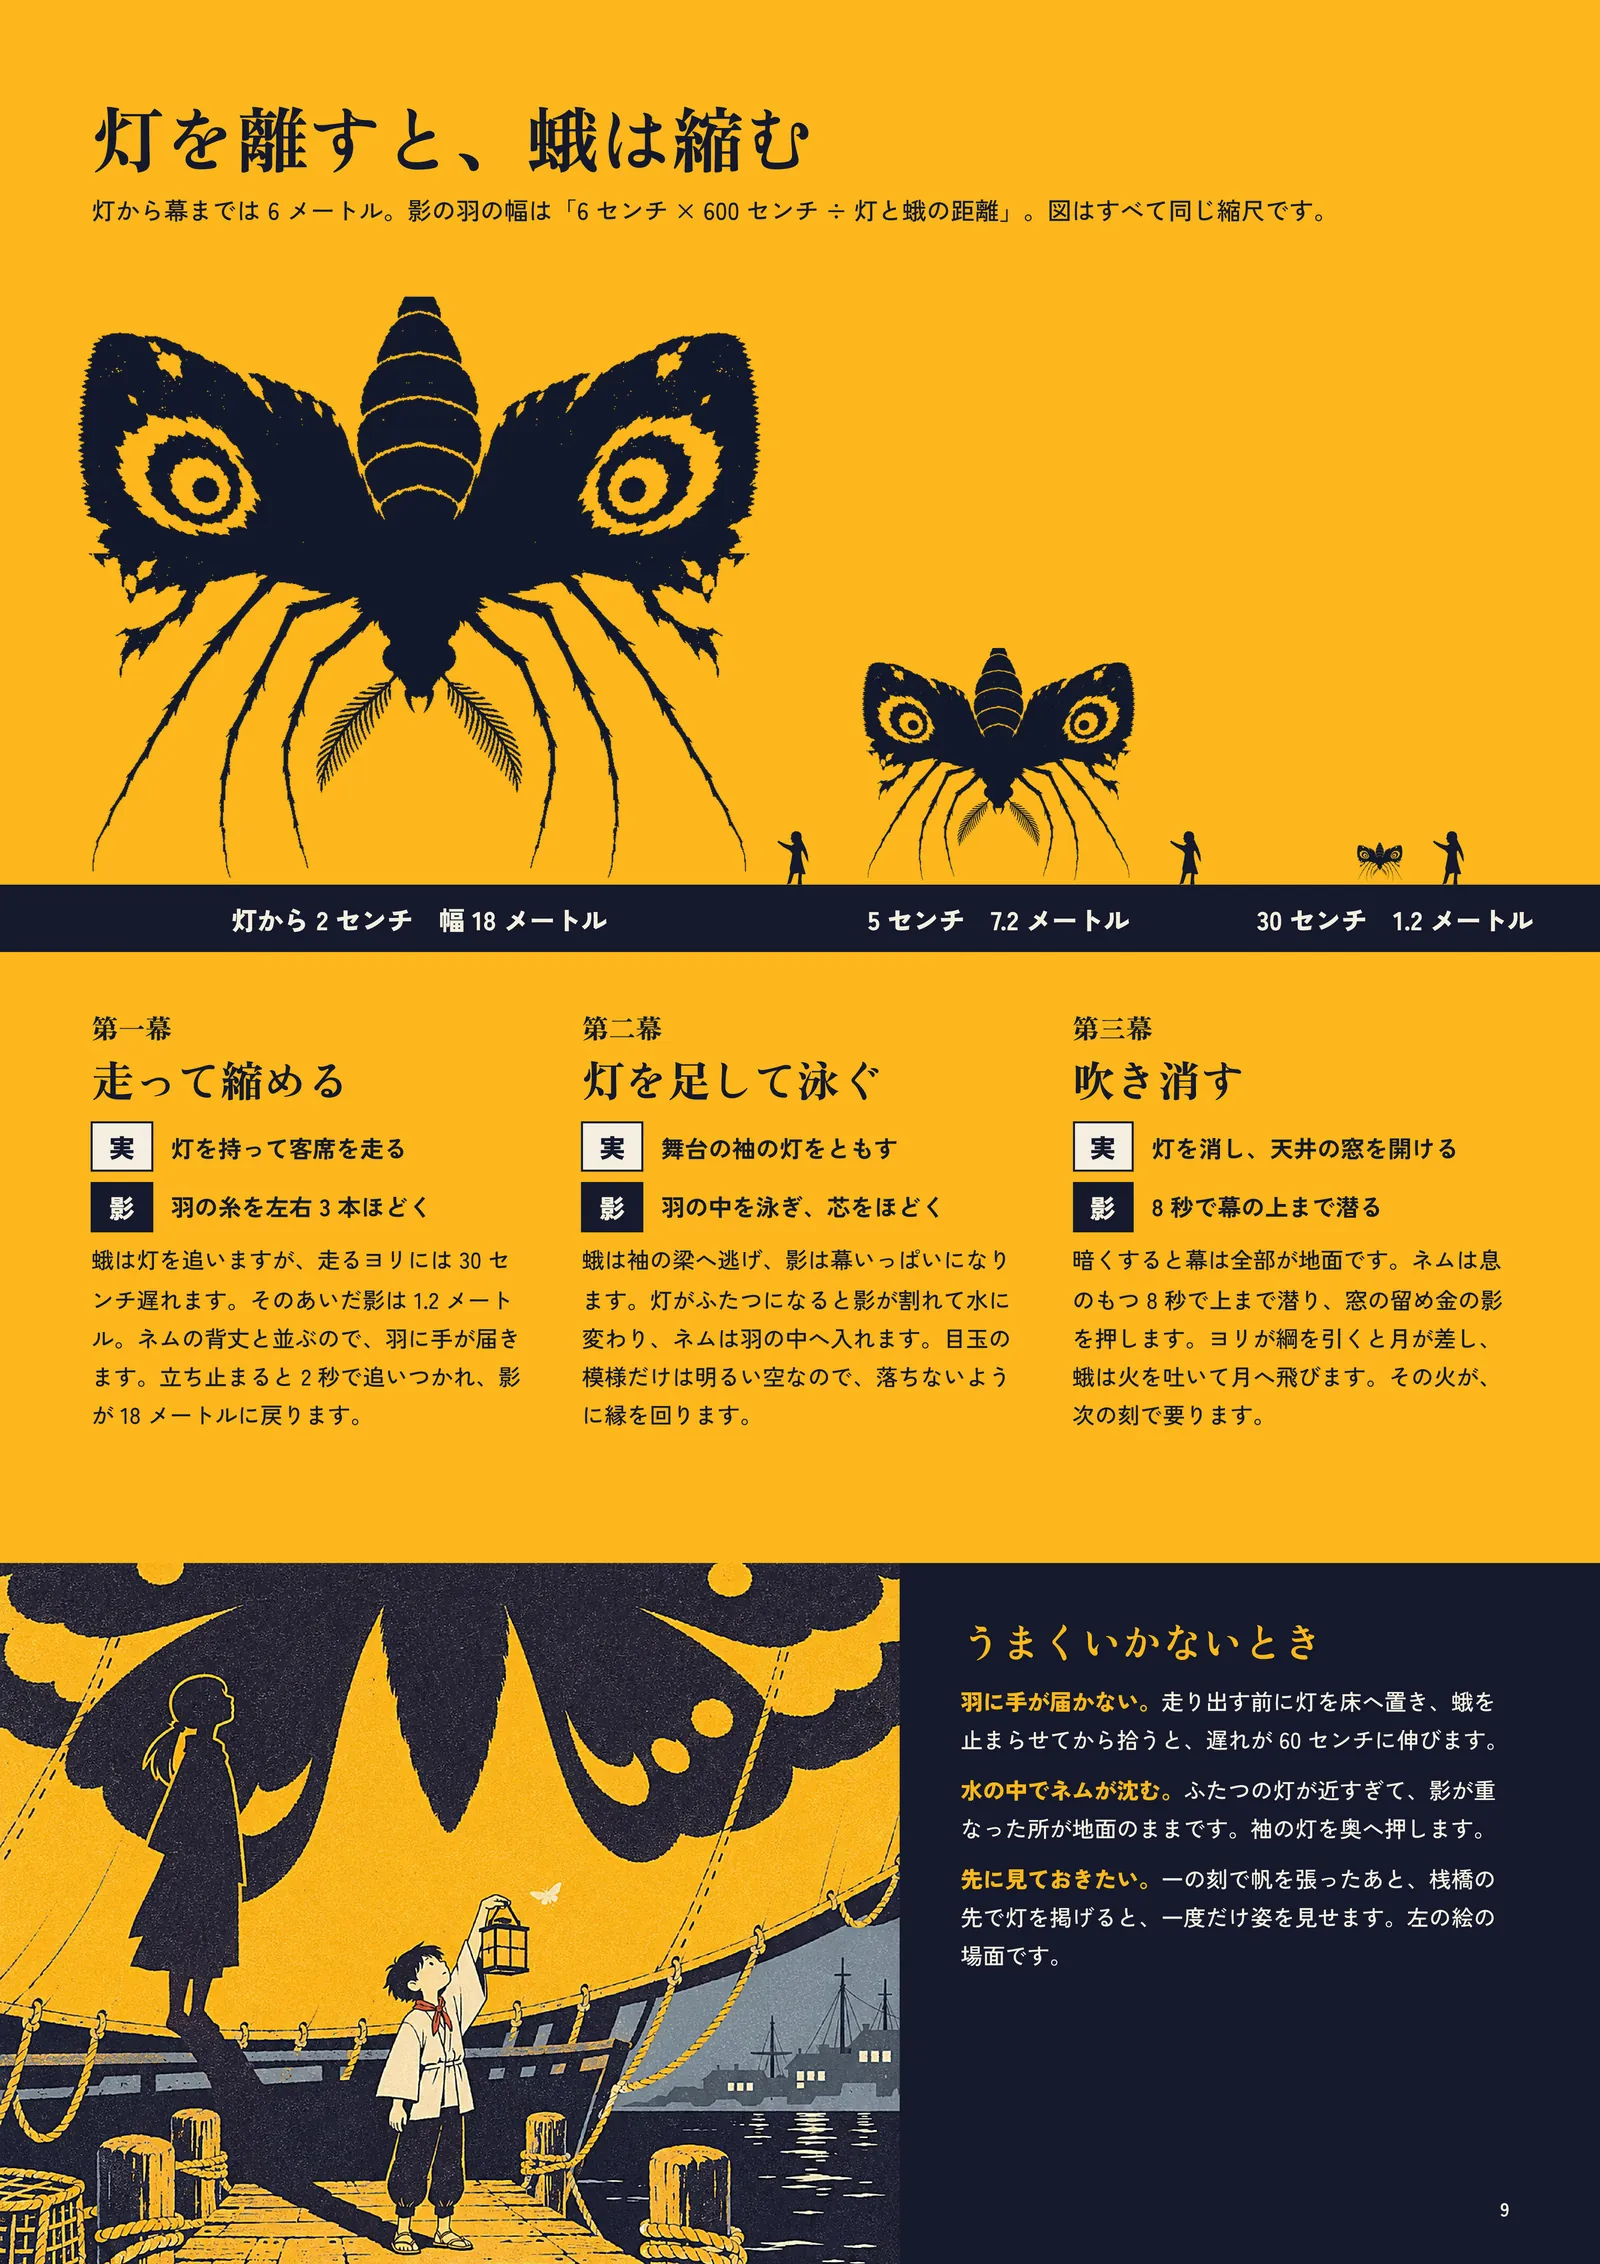 灯を離すと、蛾は縮む
灯から幕までは 6 メートル。影の羽の幅は「6 センチ × 600 センチ ÷ 灯と蛾の距離」。図はすべて同じ縮尺です。
灯から 2 センチ 幅 18 メートル
5 センチ 7.2 メートル
30 センチ 1.2 メートル
第一幕
走って縮める
実 灯を持って客席を走る
影 羽の糸を左右 3 本ほどく
蛾は灯を追いますが、走るヨリには 30 セ
ンチ遅れます。そのあいだ影は 1.2 メート
ル。ネムの背丈と並ぶので、羽に手が届き
ます。立ち止まると 2 秒で追いつかれ、影
が 18 メートルに戻ります。
第二幕
灯を足して泳ぐ
実 舞台の袖の灯をともす
影 羽の中を泳ぎ、芯をほどく
蛾は袖の梁へ逃げ、影は幕いっぱいになり
ます。灯がふたつになると影が割れて水に
変わり、ネムは羽の中へ入れます。目玉の
模様だけは明るい空なので、落ちないよう
に縁を回ります。
第三幕
吹き消す
実 灯を消し、天井の窓を開ける
影 8 秒で幕の上まで潜る
暗くすると幕は全部が地面です。ネムは息
のもつ 8 秒で上まで潜り、窓の留め金の影
を押します。ヨリが綱を引くと月が差し、
蛾は火を吐いて月へ飛びます。その火が、
次の刻で要ります。
うまくいかないとき
羽に手が届かない。走り出す前に灯を床へ置き、蛾を
止まらせてから拾うと、遅れが 60 センチに伸びます。
水の中でネムが沈む。ふたつの灯が近すぎて、影が重
なった所が地面のままです。袖の灯を奥へ押します。
先に見ておきたい。一の刻で帆を張ったあと、桟橋の
先で灯を掲げると、一度だけ姿を見せます。左の絵の
場面です。
9